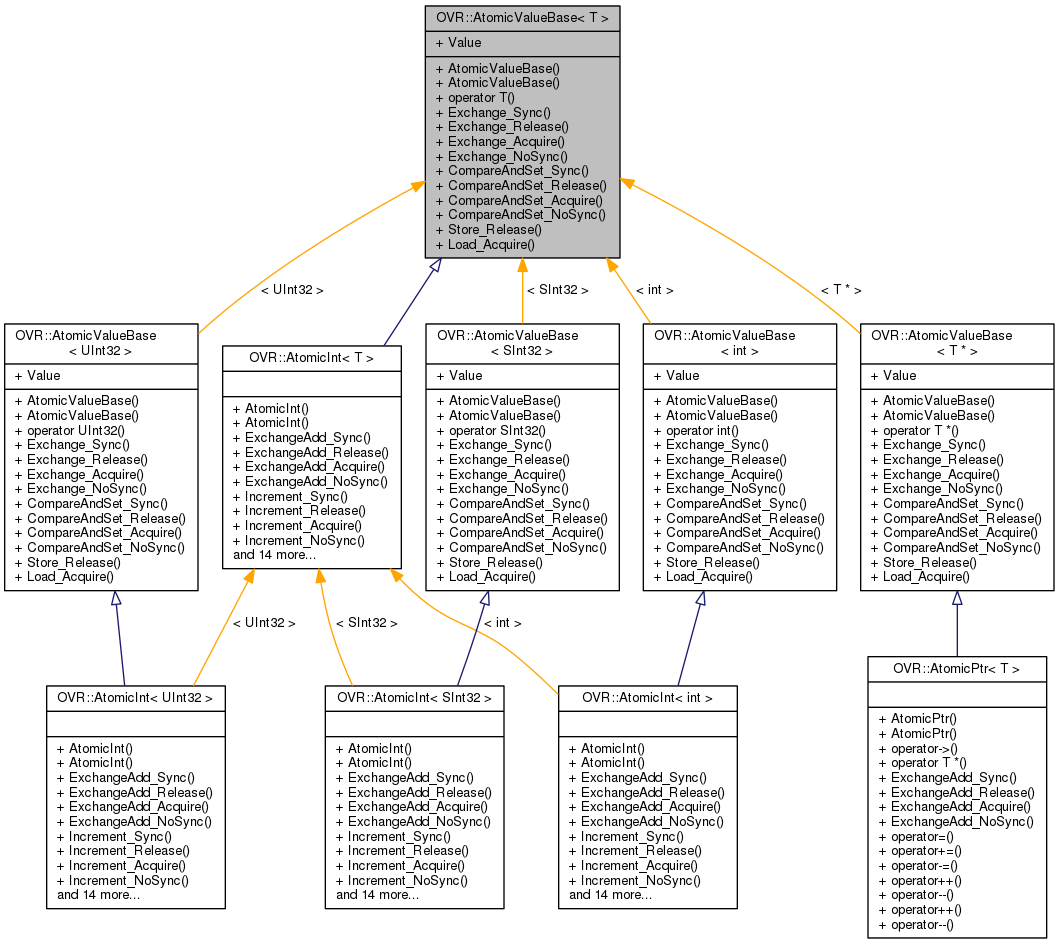 OVR::AtomicValueBase< T >
+ Value
+ AtomicValueBase()
+ AtomicValueBase()
+ operator T()
+ Exchange_Sync()
+ Exchange_Release()
+ Exchange_Acquire()
+ Exchange_NoSync()
+ CompareAndSet_Sync()
+ CompareAndSet_Release()
+ CompareAndSet_Acquire()
+ CompareAndSet_NoSync()
+ Store_Release()
+ Load_Acquire()
< UInt32 >
< SInt32 >
< int >
< T * >
OVR::AtomicValueBase
< UInt32 >
+ Value
+ AtomicValueBase()
+ AtomicValueBase()
+ operator UInt32()
+ Exchange_Sync()
+ Exchange_Release()
+ Exchange_Acquire()
+ Exchange_NoSync()
+ CompareAndSet_Sync()
+ CompareAndSet_Release()
+ CompareAndSet_Acquire()
+ CompareAndSet_NoSync()
+ Store_Release()
+ Load_Acquire()
OVR::AtomicInt< T >
+ AtomicInt()
+ AtomicInt()
+ ExchangeAdd_Sync()
+ ExchangeAdd_Release()
+ ExchangeAdd_Acquire()
+ ExchangeAdd_NoSync()
+ Increment_Sync()
+ Increment_Release()
+ Increment_Acquire()
+ Increment_NoSync()
and 14 more...
OVR::AtomicValueBase
< SInt32 >
+ Value
+ AtomicValueBase()
+ AtomicValueBase()
+ operator SInt32()
+ Exchange_Sync()
+ Exchange_Release()
+ Exchange_Acquire()
+ Exchange_NoSync()
+ CompareAndSet_Sync()
+ CompareAndSet_Release()
+ CompareAndSet_Acquire()
+ CompareAndSet_NoSync()
+ Store_Release()
+ Load_Acquire()
OVR::AtomicValueBase
< int >
+ Value
+ AtomicValueBase()
+ AtomicValueBase()
+ operator int()
+ Exchange_Sync()
+ Exchange_Release()
+ Exchange_Acquire()
+ Exchange_NoSync()
+ CompareAndSet_Sync()
+ CompareAndSet_Release()
+ CompareAndSet_Acquire()
+ CompareAndSet_NoSync()
+ Store_Release()
+ Load_Acquire()
OVR::AtomicValueBase
< T * >
+ Value
+ AtomicValueBase()
+ AtomicValueBase()
+ operator T *()
+ Exchange_Sync()
+ Exchange_Release()
+ Exchange_Acquire()
+ Exchange_NoSync()
+ CompareAndSet_Sync()
+ CompareAndSet_Release()
+ CompareAndSet_Acquire()
+ CompareAndSet_NoSync()
+ Store_Release()
+ Load_Acquire()
< UInt32 >
< SInt32 >
< int >
OVR::AtomicInt< UInt32 >
+ AtomicInt()
+ AtomicInt()
+ ExchangeAdd_Sync()
+ ExchangeAdd_Release()
+ ExchangeAdd_Acquire()
+ ExchangeAdd_NoSync()
+ Increment_Sync()
+ Increment_Release()
+ Increment_Acquire()
+ Increment_NoSync()
and 14 more...
OVR::AtomicInt< SInt32 >
+ AtomicInt()
+ AtomicInt()
+ ExchangeAdd_Sync()
+ ExchangeAdd_Release()
+ ExchangeAdd_Acquire()
+ ExchangeAdd_NoSync()
+ Increment_Sync()
+ Increment_Release()
+ Increment_Acquire()
+ Increment_NoSync()
and 14 more...
OVR::AtomicInt< int >
+ AtomicInt()
+ AtomicInt()
+ ExchangeAdd_Sync()
+ ExchangeAdd_Release()
+ ExchangeAdd_Acquire()
+ ExchangeAdd_NoSync()
+ Increment_Sync()
+ Increment_Release()
+ Increment_Acquire()
+ Increment_NoSync()
and 14 more...
OVR::AtomicPtr< T >
+ AtomicPtr()
+ AtomicPtr()
+ operator->()
+ operator T *()
+ ExchangeAdd_Sync()
+ ExchangeAdd_Release()
+ ExchangeAdd_Acquire()
+ ExchangeAdd_NoSync()
+ operator=()
+ operator+=()
+ operator-=()
+ operator++()
+ operator--()
+ operator++()
+ operator--()